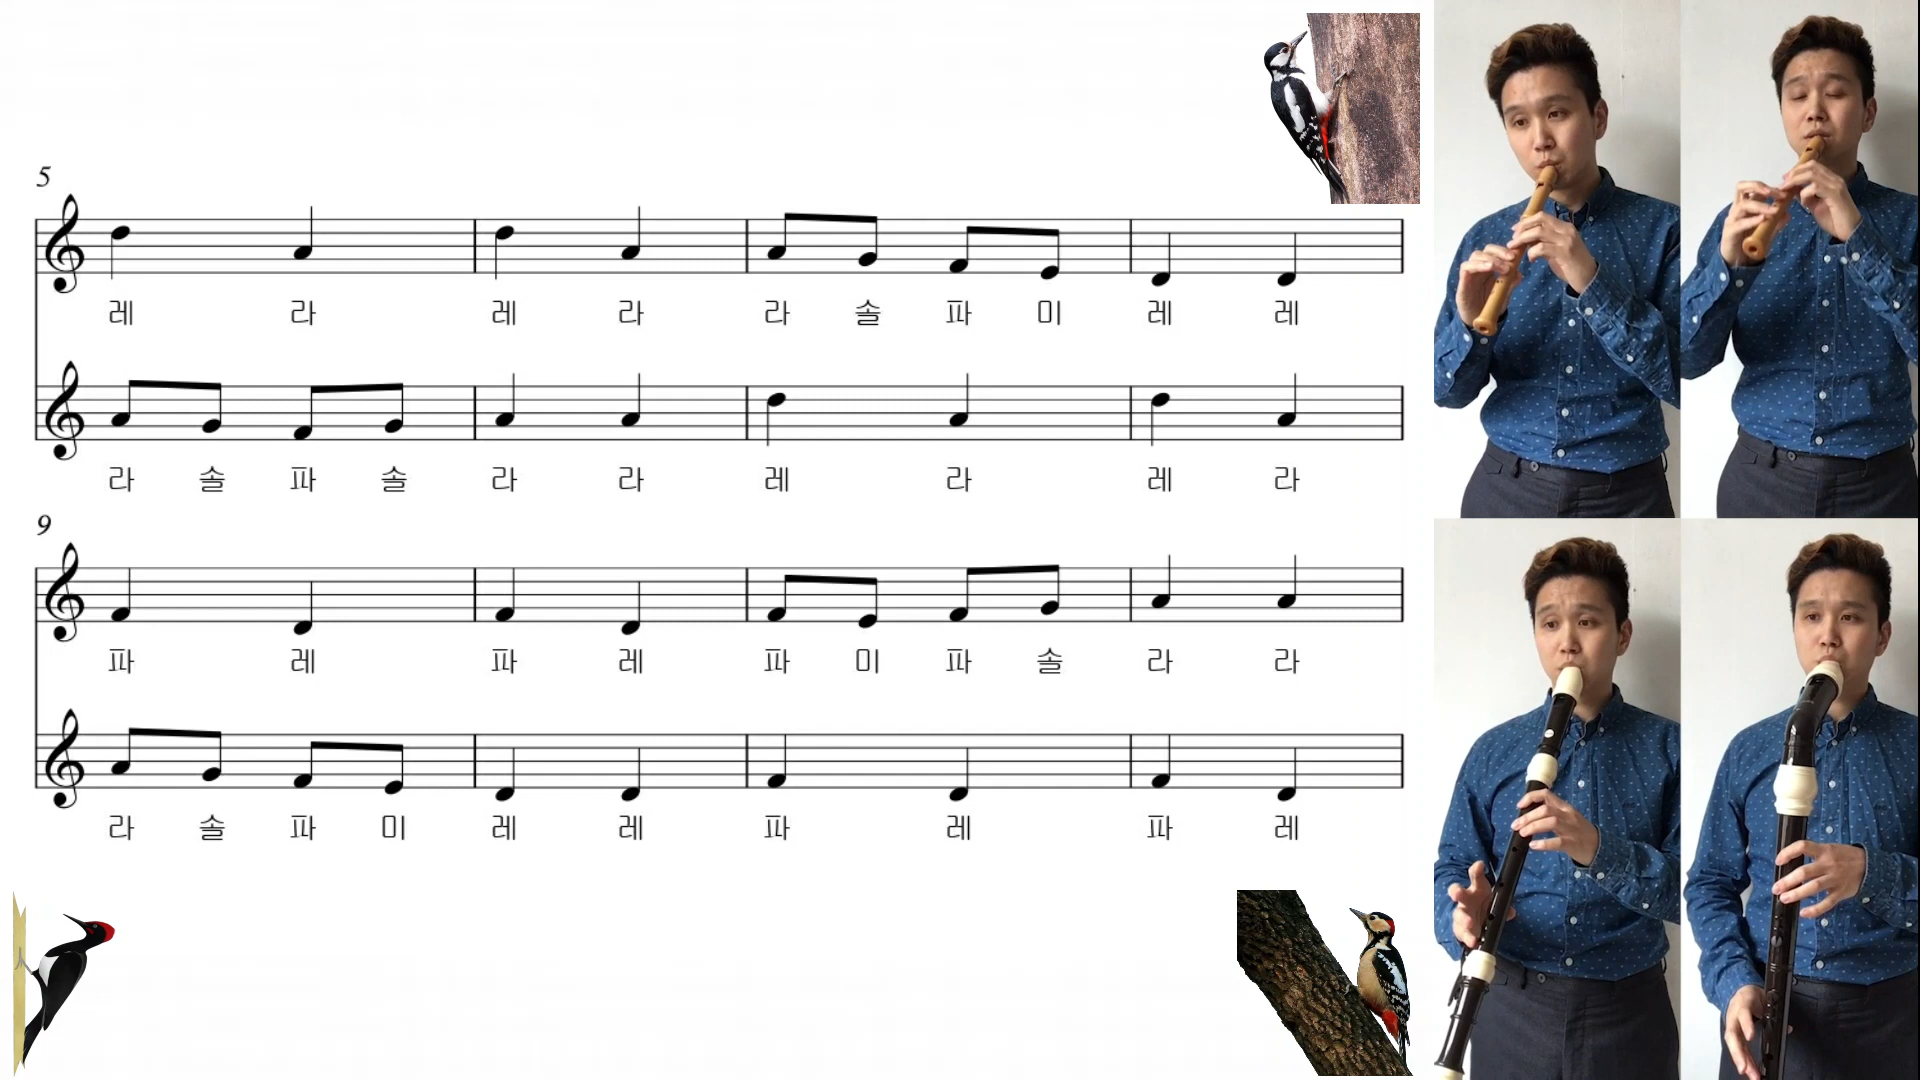 5
레 라 레 라 라 솔 파 미 레 레
라 솔 파 솔 라 라 레 라 레 라
9
파 레 파 레 파 미 파 솔 라 라
라 솔 파 미 레 레 파 레 파 레